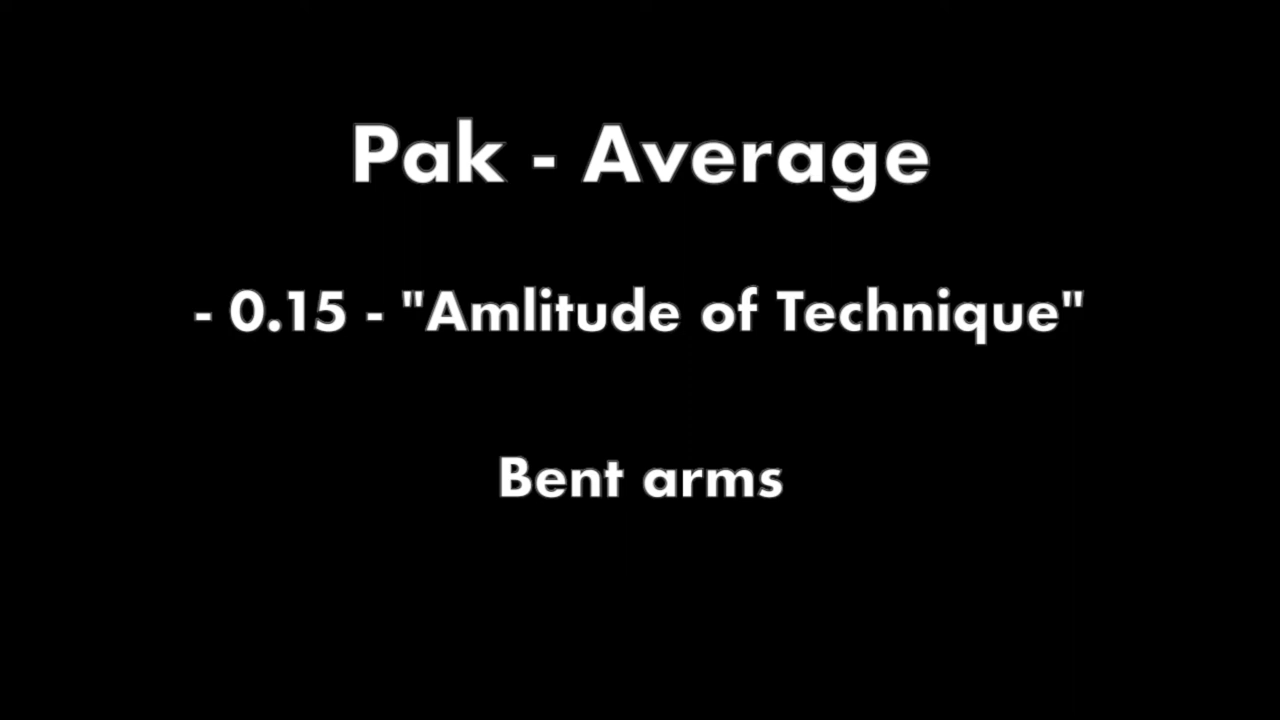 Pak - Average
- 0.15 - "Amlitude of Technique"
Bent arms